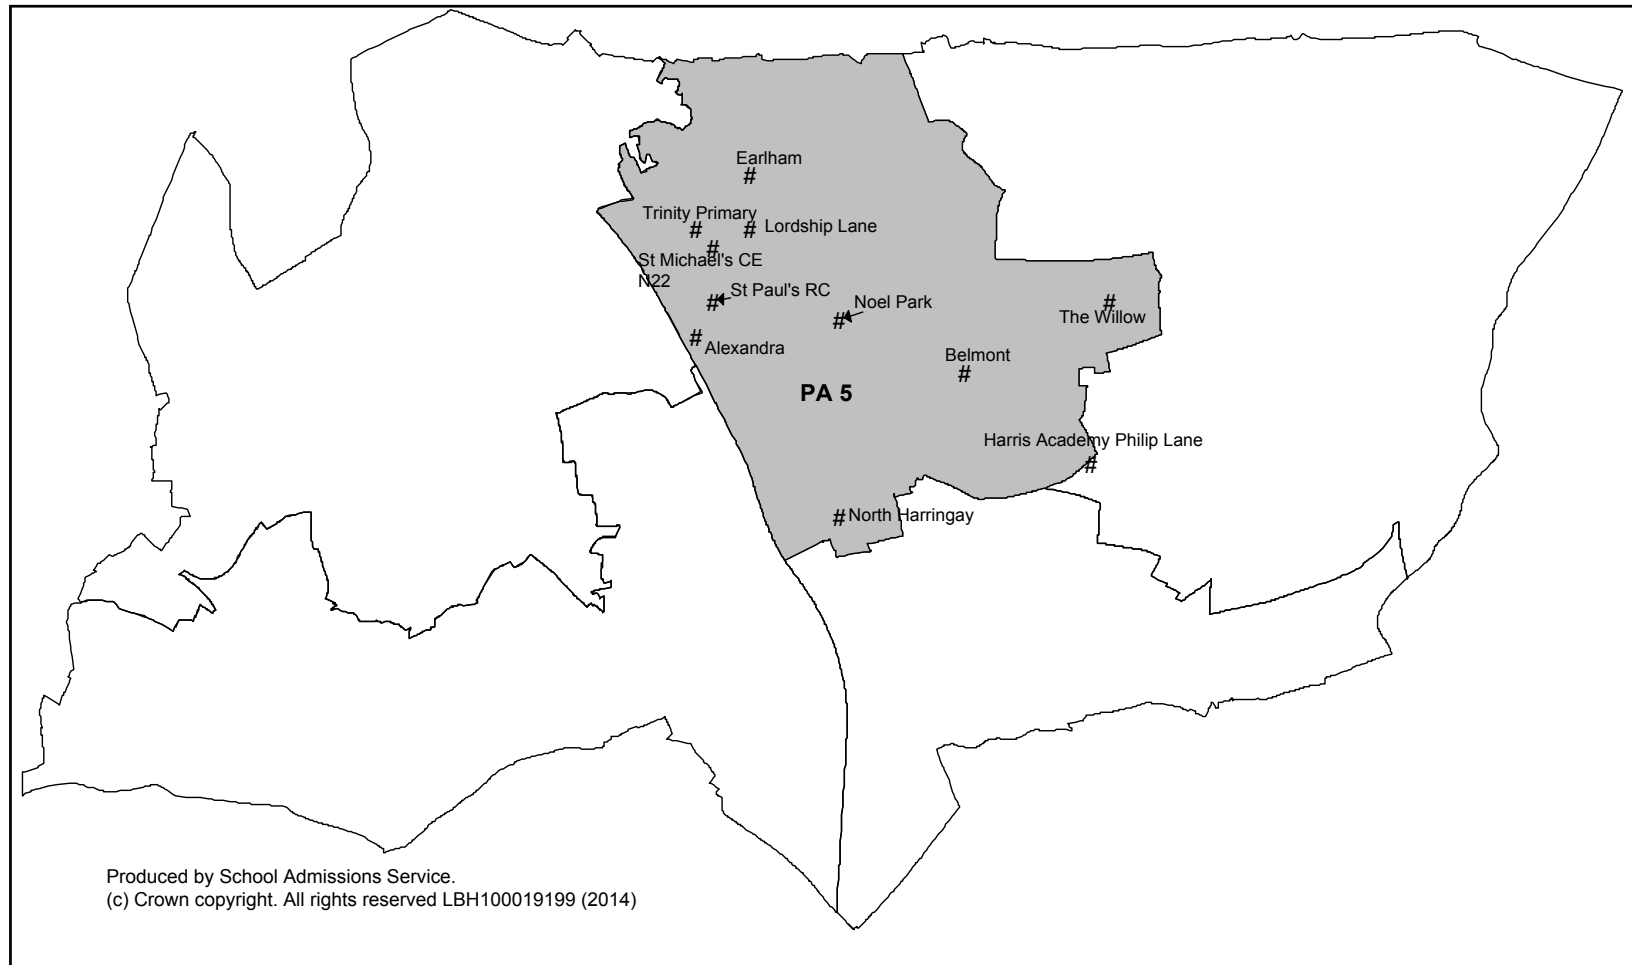 Earlham
#
Trinity Primary
# # Lordship Lane
#
St Michael's CE
N22
# St Paul's RC
# Noel Park
# Alexandra
#
The Willow
Belmont
#
PA 5
Harris Academy Philip Lane
#
# North Harringay
Produced by School Admissions Service.
(c) Crown copyright. All rights reserved LBH100019199 (2014)